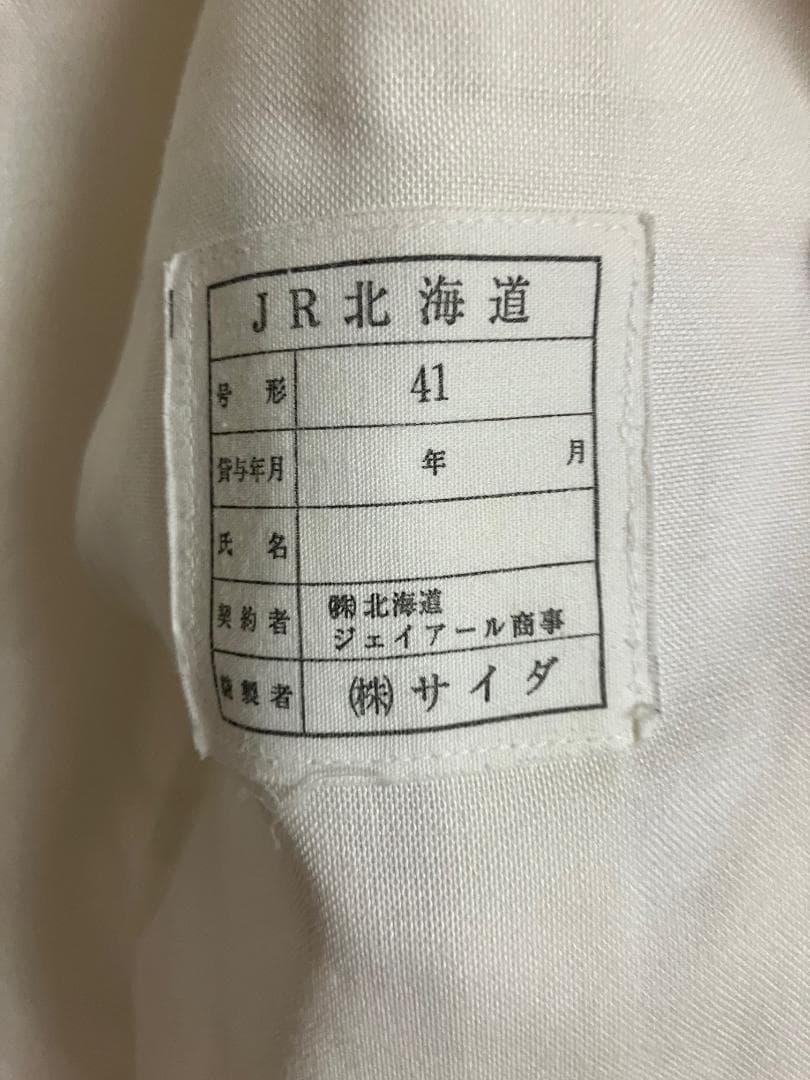 JR北海道
号形 41
貸与年月 年 月
氏名
契約者 ㈱北海道
ジェイアール商事
縫製者 ㈱サイダ